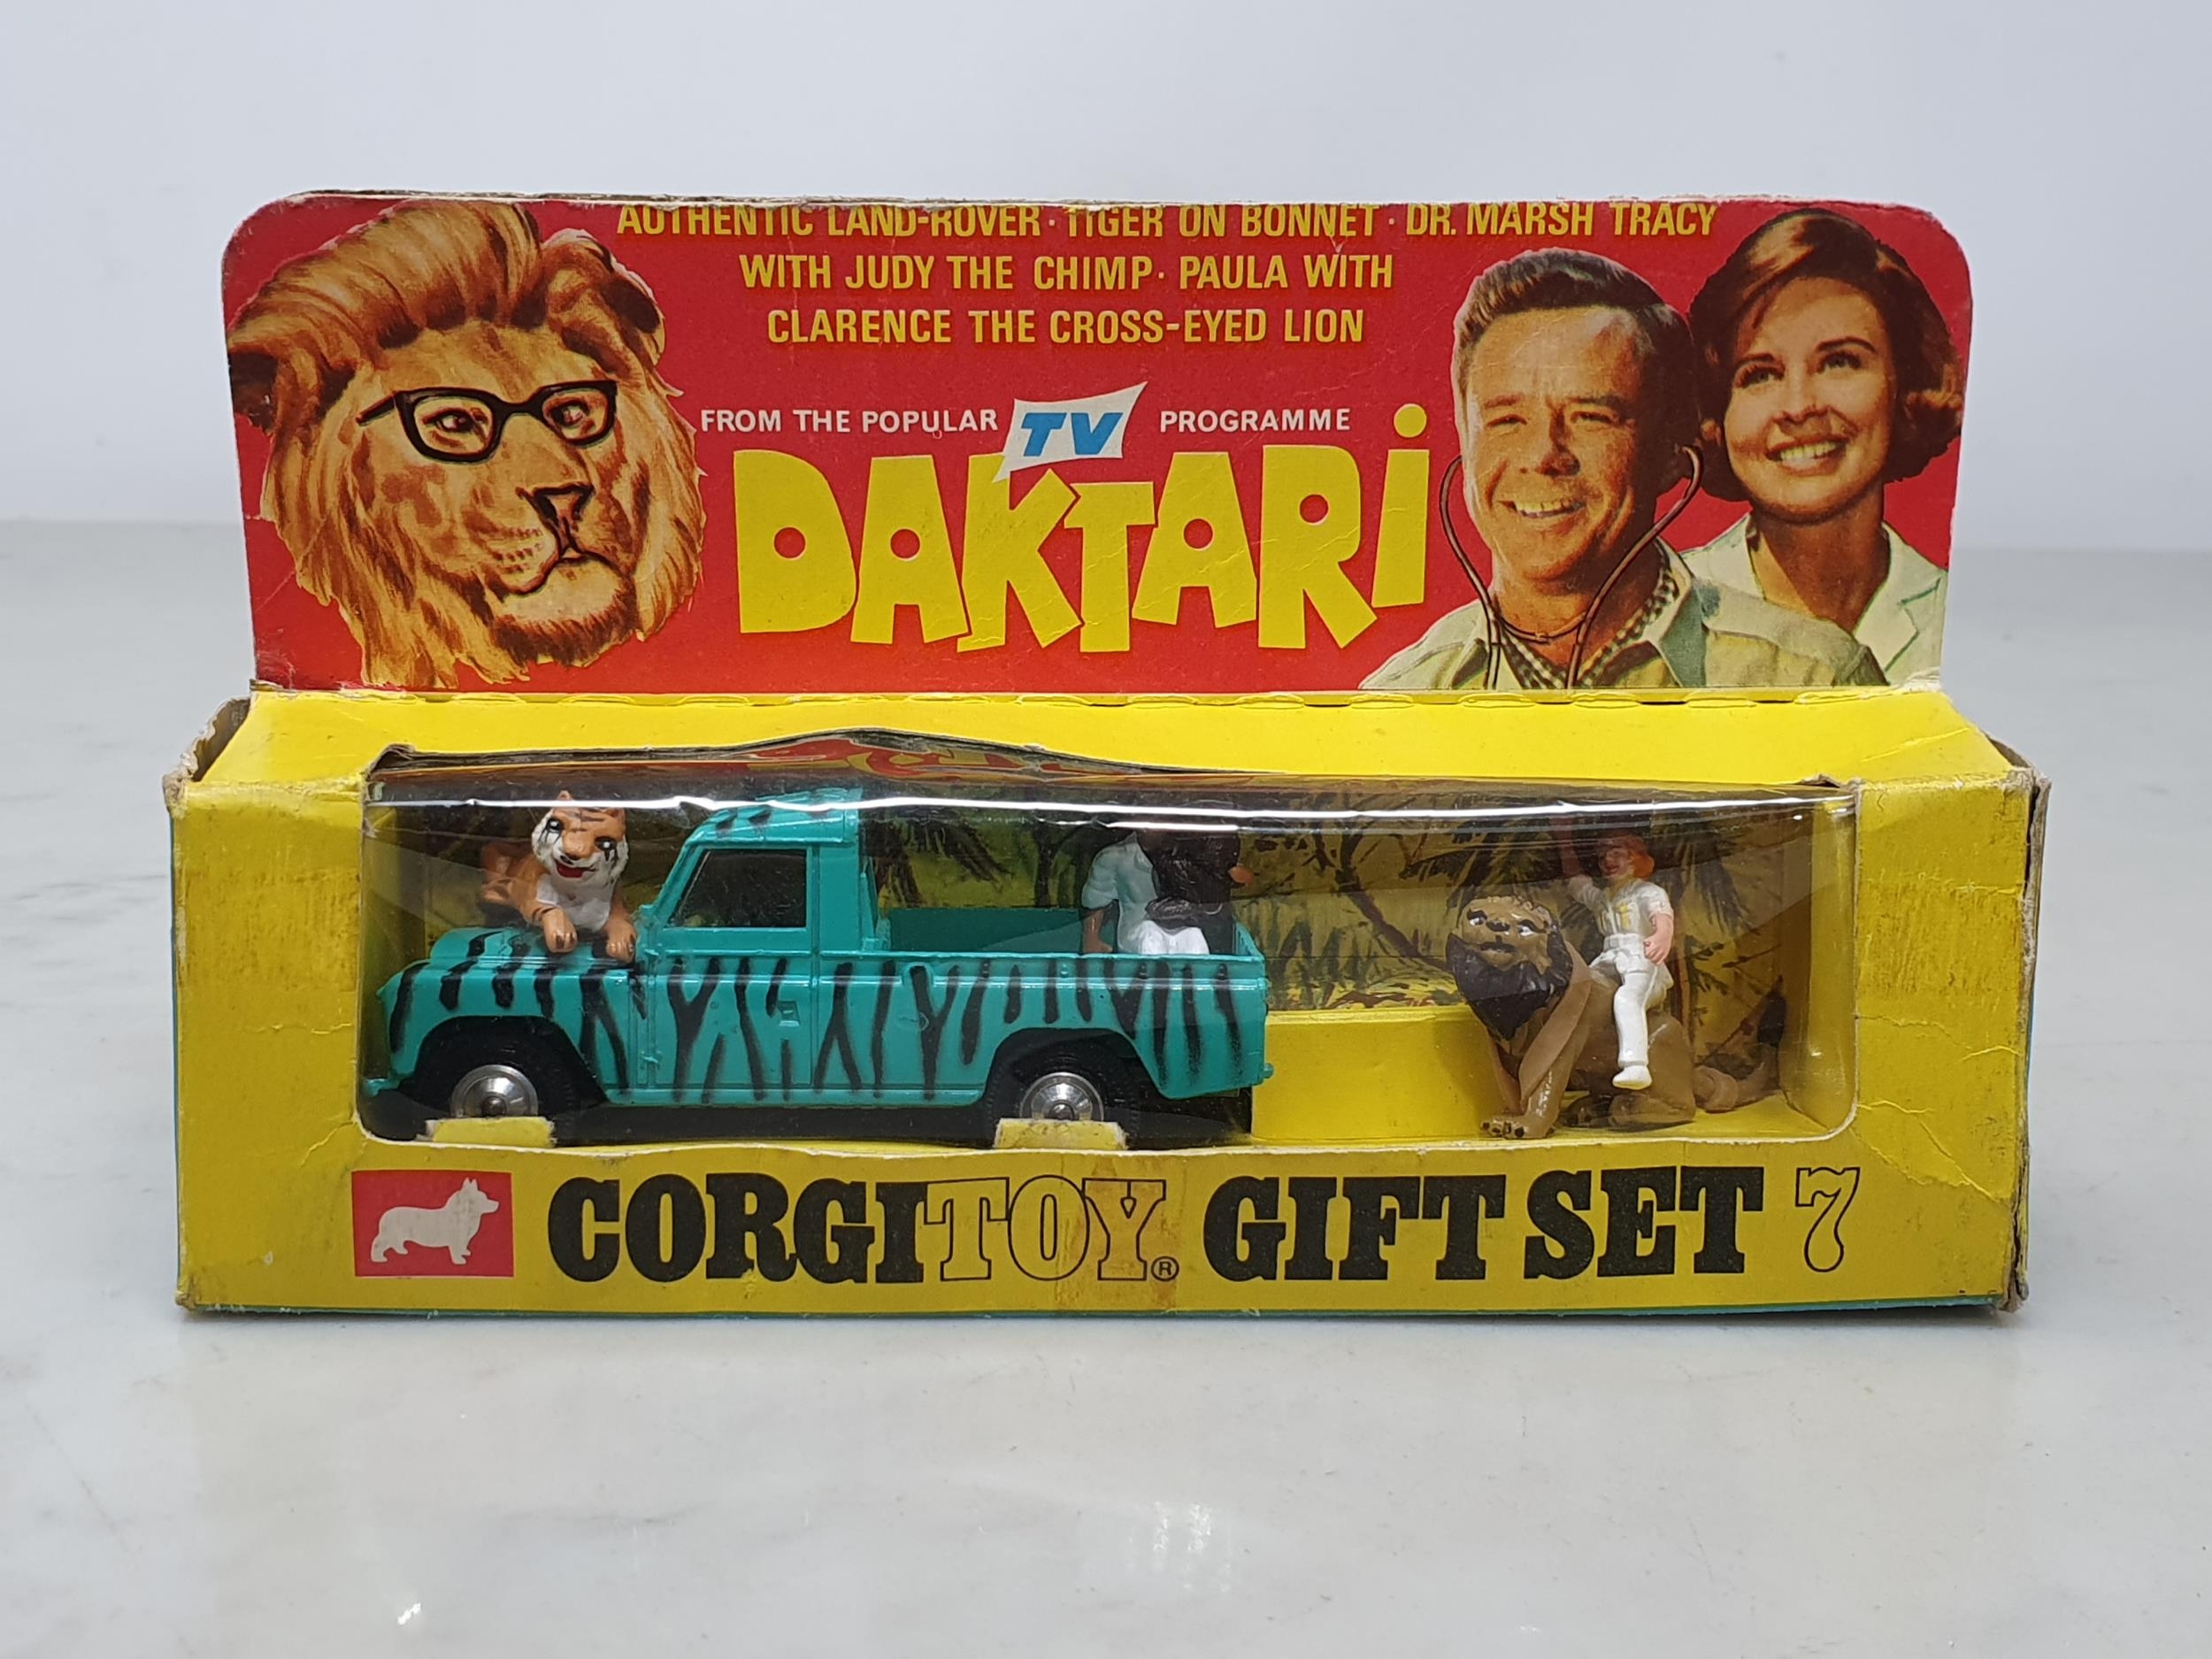 AUTHENTIC LAND-ROVER · TIGER ON BONNET · DR. MARSH TRACY
WITH JUDY THE CHIMP · PAULA WITH
CLARENCE THE CROSS-EYED LION
FROM THE POPULAR TV PROGRAMME
DAKTARi
CORGITOY® GIFT SET 7